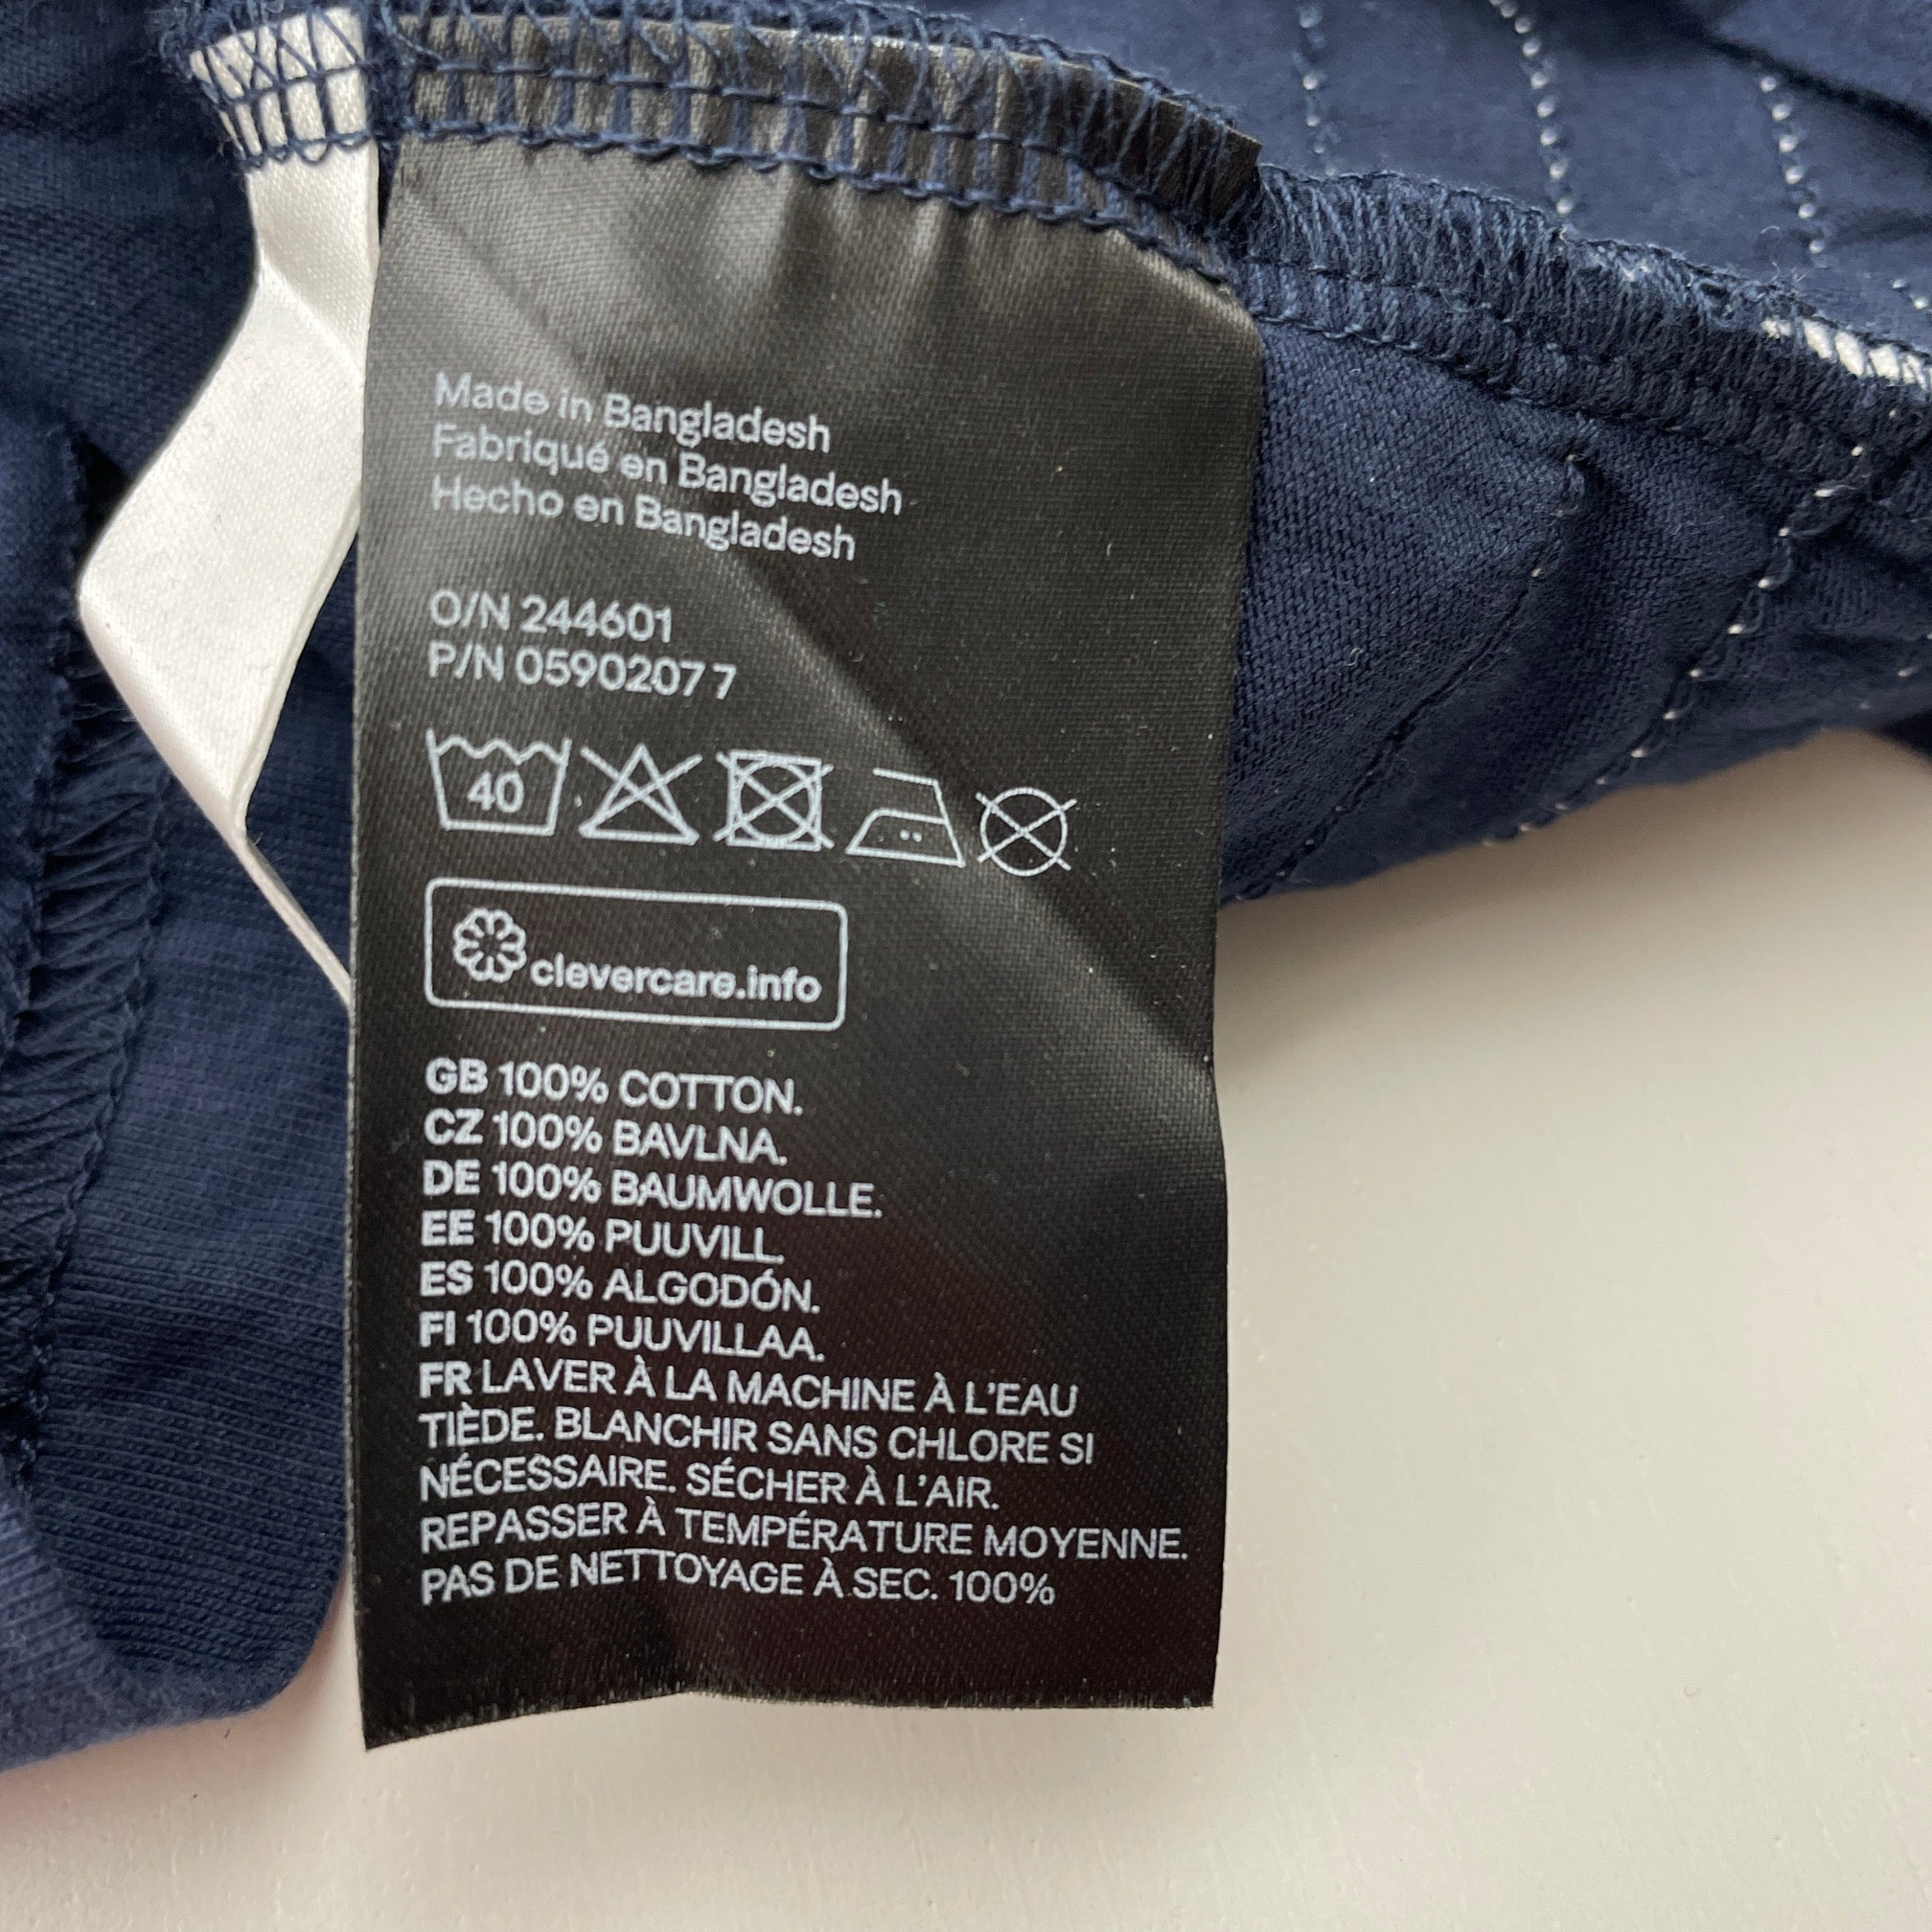 Made in Bangladesh
Fabriqué en Bangladesh
Hecho en Bangladesh
O/N 244601
P/N 059020777
40
clevercare.info
GB 100% COTTON.
CZ 100% BAVLNA.
DE 100% BAUMWOLLE.
EE 100% PUUVILL.
ES 100% ALGODÓN.
FI 100% PUUVILLAA.
FR LAVER À LA MACHINE À L'EAU
TIÈDE. BLANCHIR SANS CHLORE SI
NÉCESSAIRE. SÉCHER À L'AIR.
REPASSER À TEMPÉRATURE MOYENNE.
PAS DE NETTOYAGE À SEC. 100%